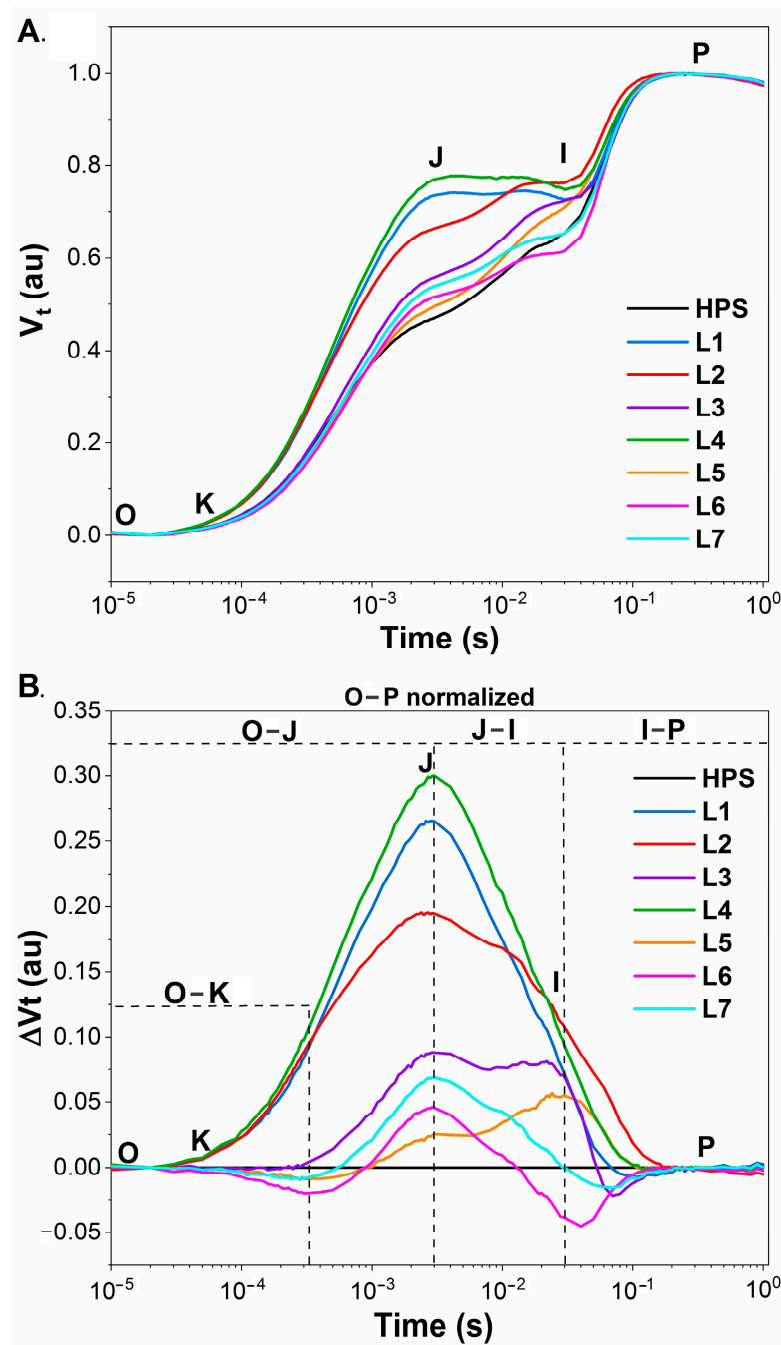 A.
P
1.0
0.8
J
I
0.6
V_t (au)
HPS
L1
0.4
L2
L3
L4
0.2
L5
L6
O
K
L7
0.0
10⁻⁵
10⁻⁴
10⁻³
10⁻²
10⁻¹
10⁰
Time (s)
B.
O–P normalized
0.35
O–J
J–I
I–P
J
0.30
HPS
L1
0.25
L2
L3
0.20
L4
L5
0.15
L6
O–K
I
L7
ΔVt (au)
0.10
0.05
O
K
P
0.00
−0.05
10⁻⁵
10⁻⁴
10⁻³
10⁻²
10⁻¹
10⁰
Time (s)